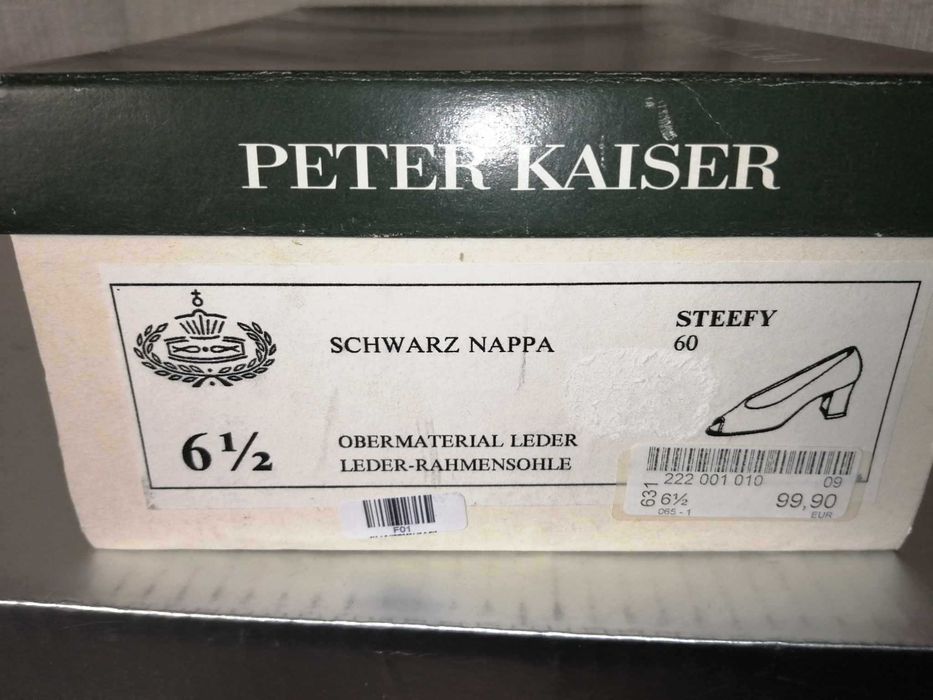 PETER KAISER
SCHWARZ NAPPA
STEEFY
60
6½
OBERMATERIAL LEDER
LEDER-RAHMENSOHLE
222 001 010 09
631
6½ 99,90
065 - 1 EUR
F01